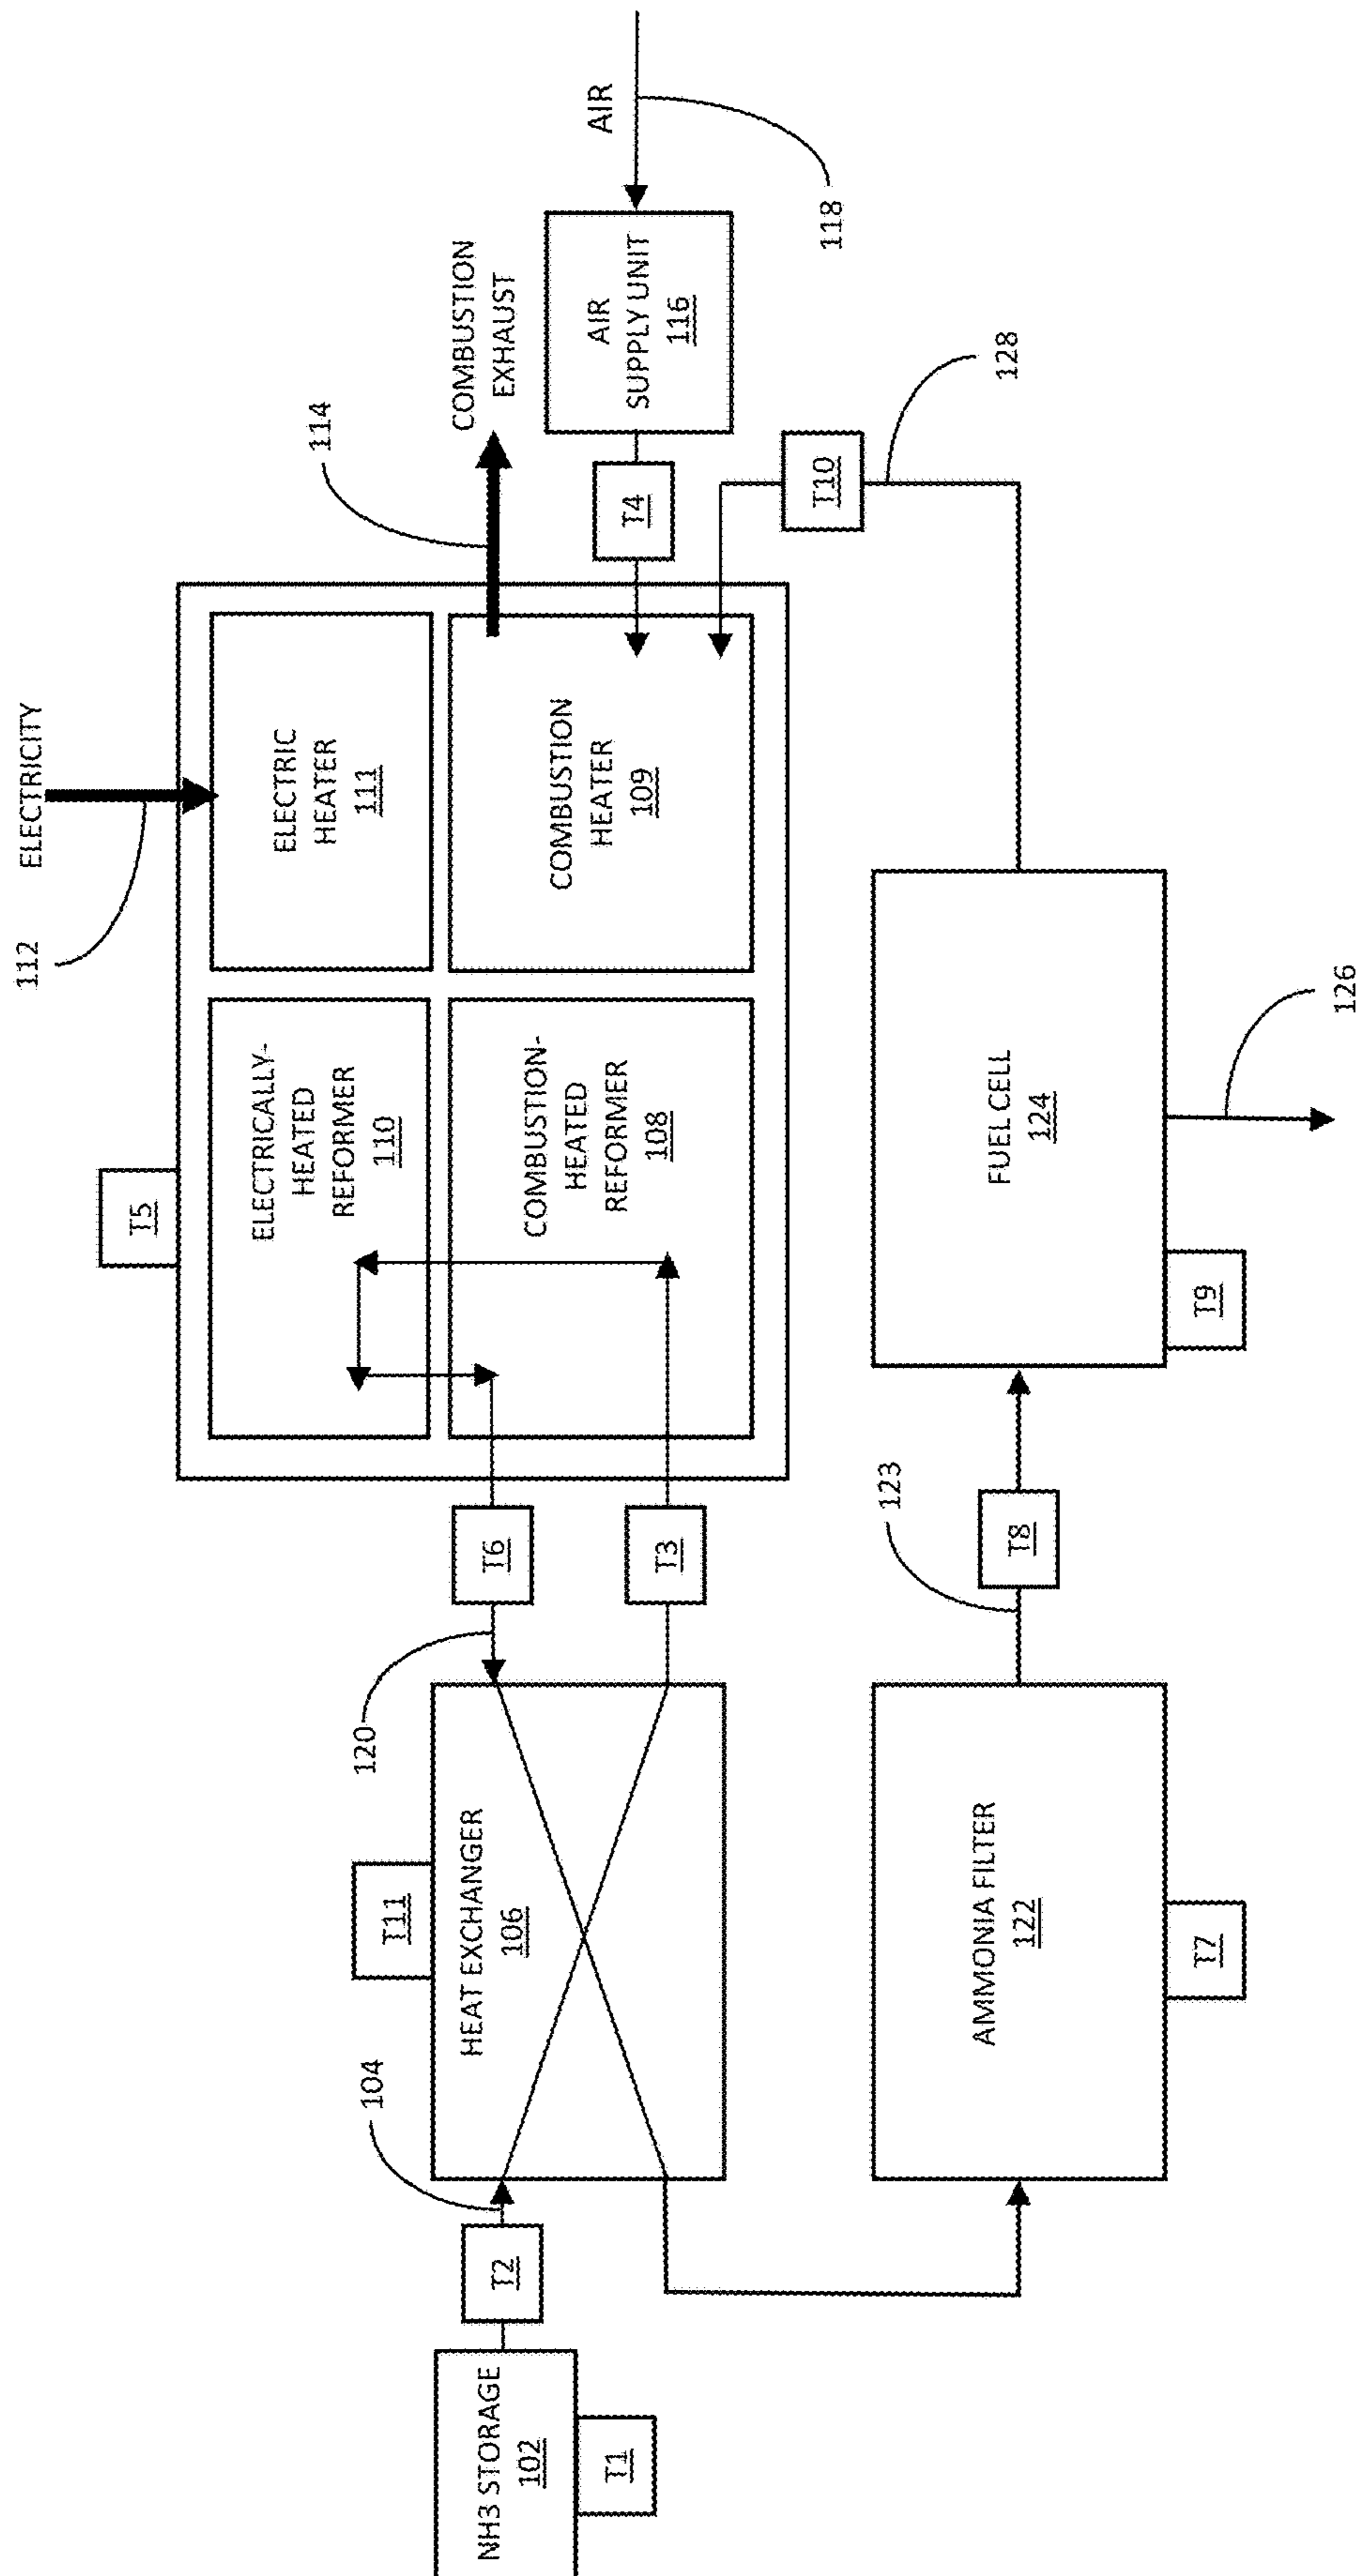 112
ELECTRICITY
T5
ELECTRICALLY-
HEATED
REFORMER
110
ELECTRIC
HEATER
111
114
COMBUSTION
EXHAUST
T11
120
T6
COMBUSTION-
HEATED
REFORMER
108
COMBUSTION
HEATER
109
NH3 STORAGE
102
T1
T2
104
HEAT EXCHANGER
106
T3
T4
AIR
SUPPLY UNIT
116
AIR
118
T10
128
123
AMMONIA FILTER
122
T7
T8
FUEL CELL
124
T9
126